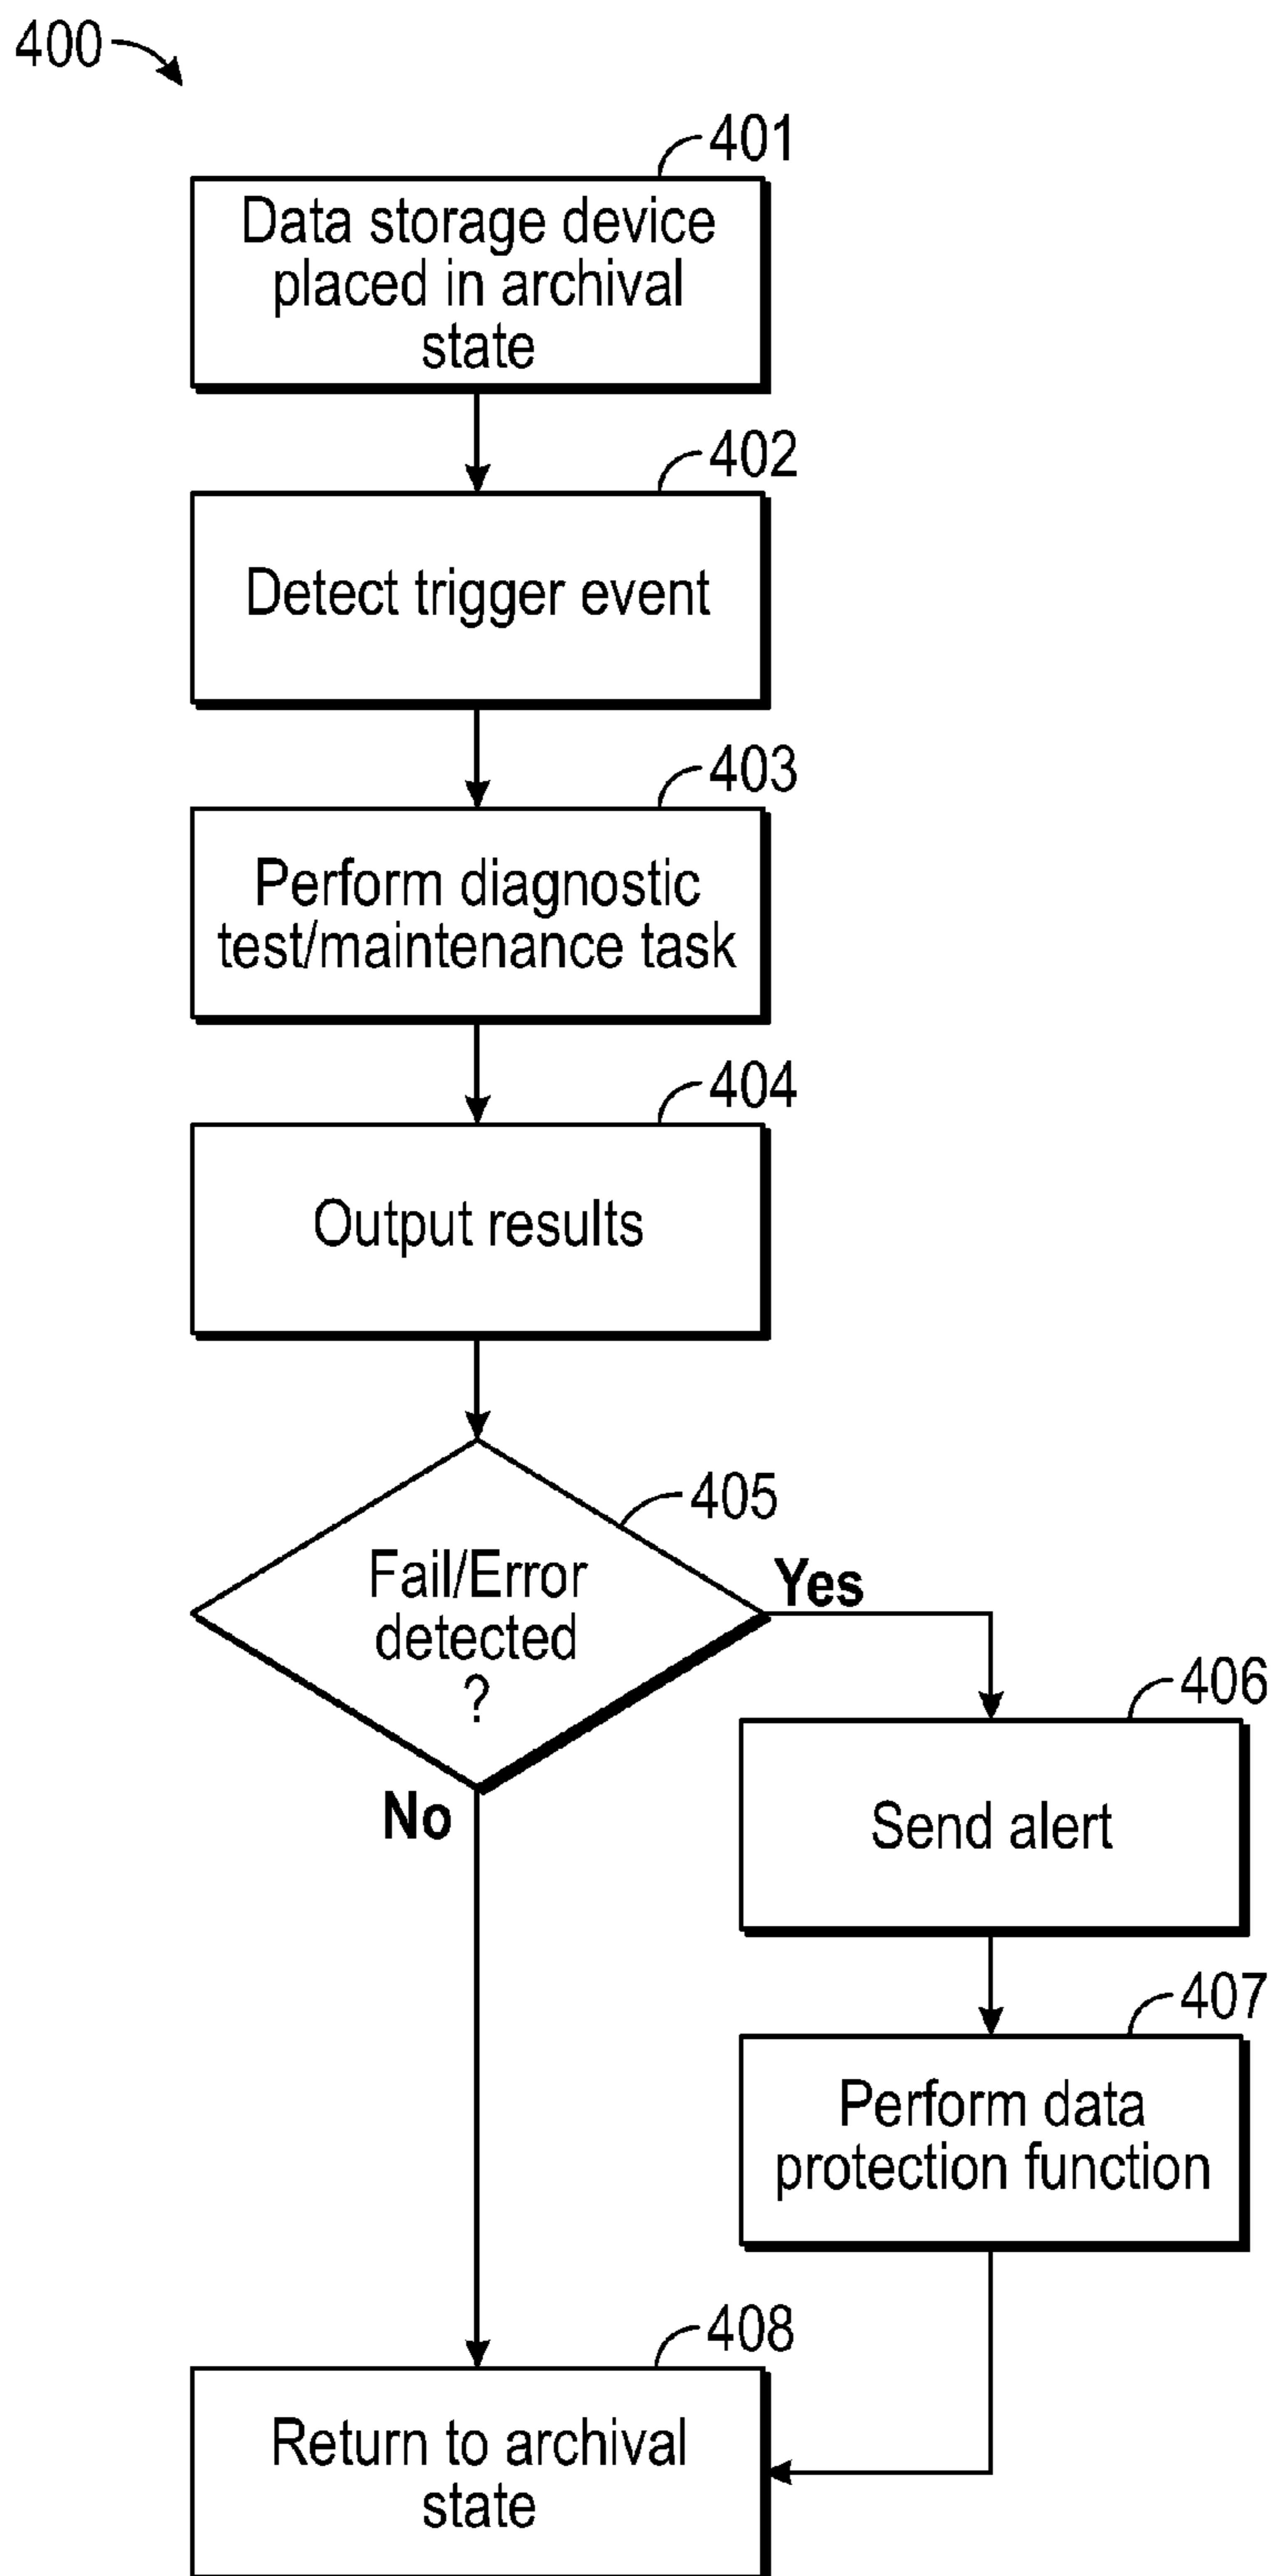 400
401
Data storage device
placed in archival
state
402
Detect trigger event
403
Perform diagnostic
test/maintenance task
404
Output results
405
Fail/Error
detected
?
Yes
No
406
Send alert
407
Perform data
protection function
408
Return to archival
state